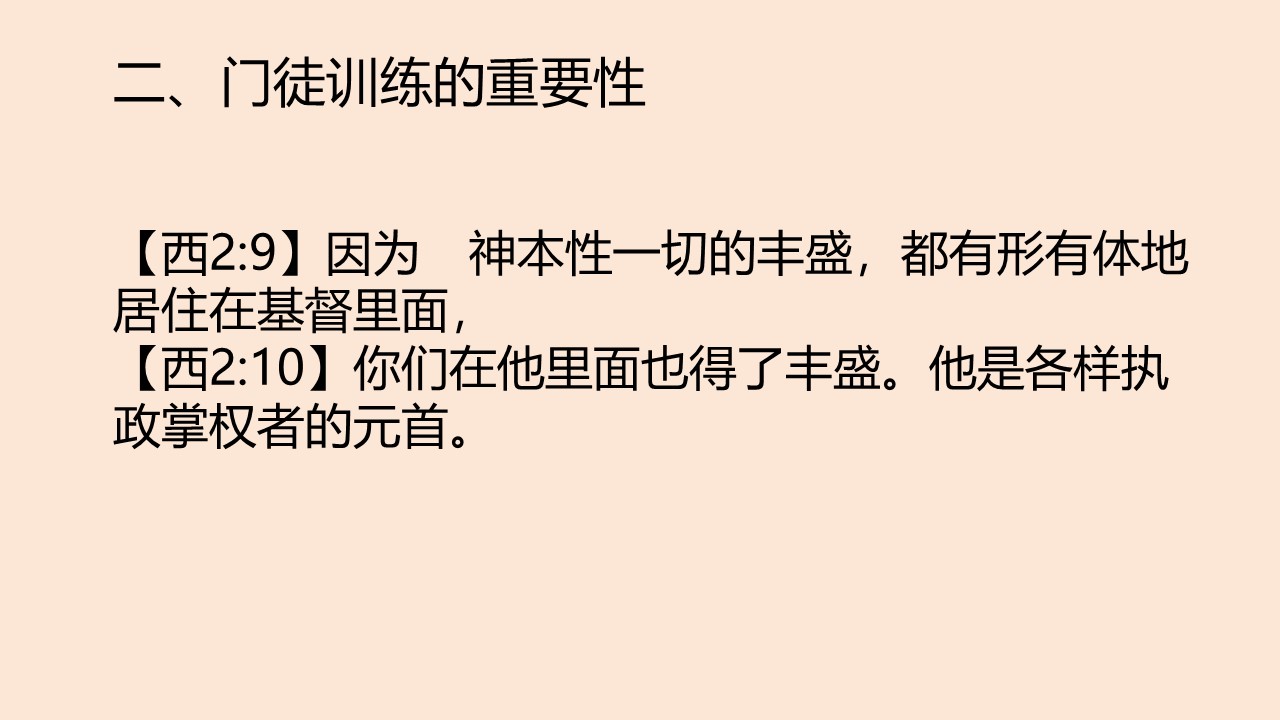 二、门徒训练的重要性
【西2:9】因为　神本性一切的丰盛，都有形有体地
居住在基督里面，
【西2:10】你们在他里面也得了丰盛。他是各样执
政掌权者的元首。